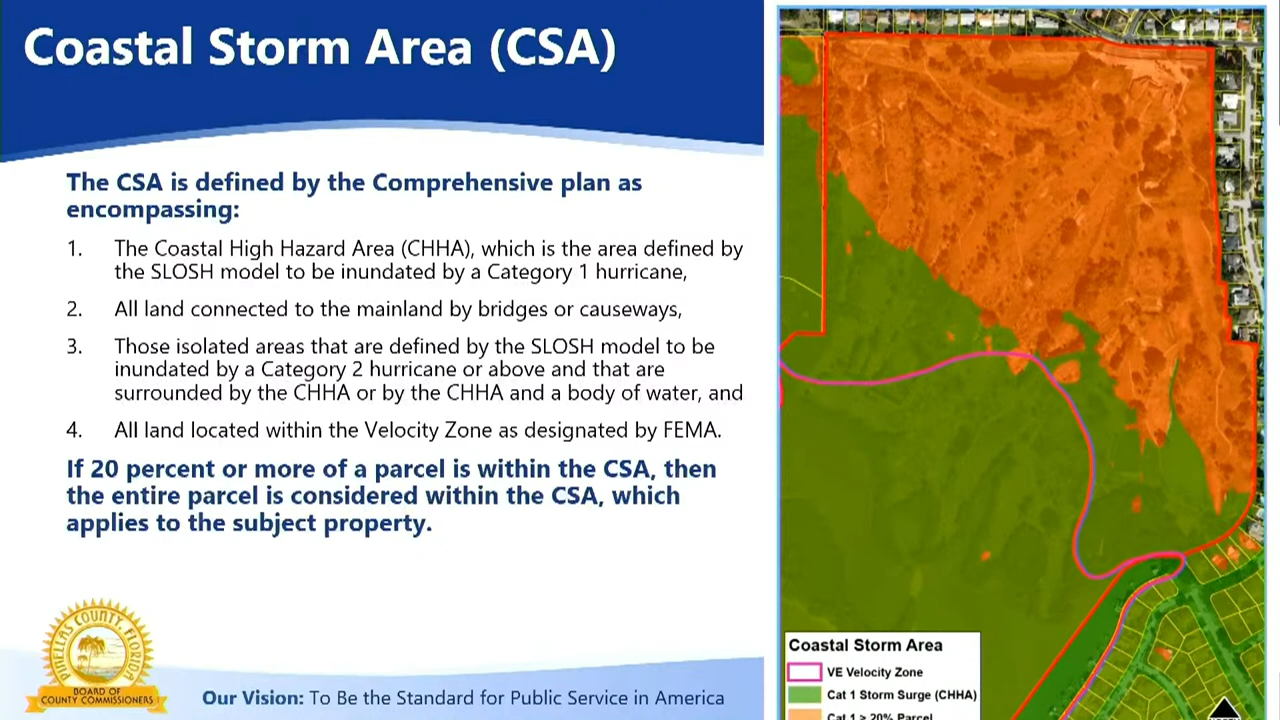 Coastal Storm Area (CSA)
The CSA is defined by the Comprehensive plan as
encompassing:
1. The Coastal High Hazard Area (CHHA), which is the area defined by
the SLOSH model to be inundated by a Category 1 hurricane,
2. All land connected to the mainland by bridges or causeways,
3. Those isolated areas that are defined by the SLOSH model to be
inundated by a Category 2 hurricane or above and that are
surrounded by the CHHA or by the CHHA and a body of water, and
4. All land located within the Velocity Zone as designated by FEMA.
If 20 percent or more of a parcel is within the CSA, then
the entire parcel is considered within the CSA, which
applies to the subject property.
PINELLAS COUNTY, FLORIDA
BOARD OF
COUNTY COMMISSIONERS
Our Vision: To Be the Standard for Public Service in America
Coastal Storm Area
VE Velocity Zone
Cat 1 Storm Surge (CHHA)
Cat 1 > 20% Parcel